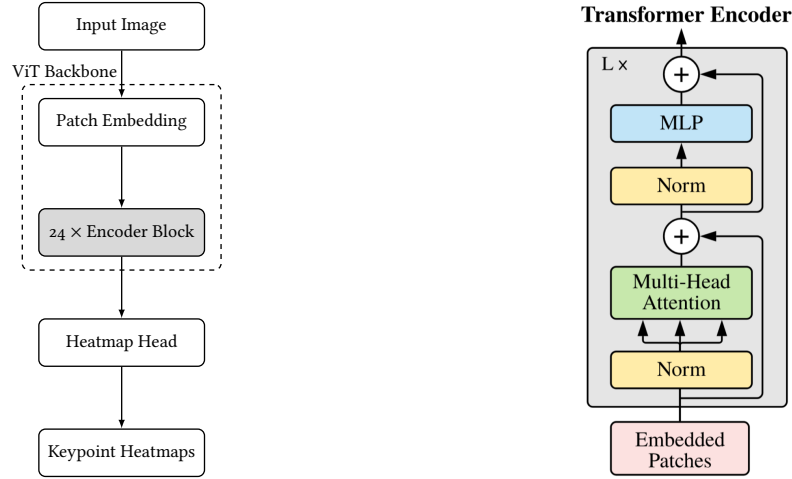 Input Image
ViT Backbone
Patch Embedding
24 × Encoder Block
Heatmap Head
Keypoint Heatmaps
Transformer Encoder
L ×
+
MLP
Norm
+
Multi-Head
Attention
Norm
Embedded
Patches